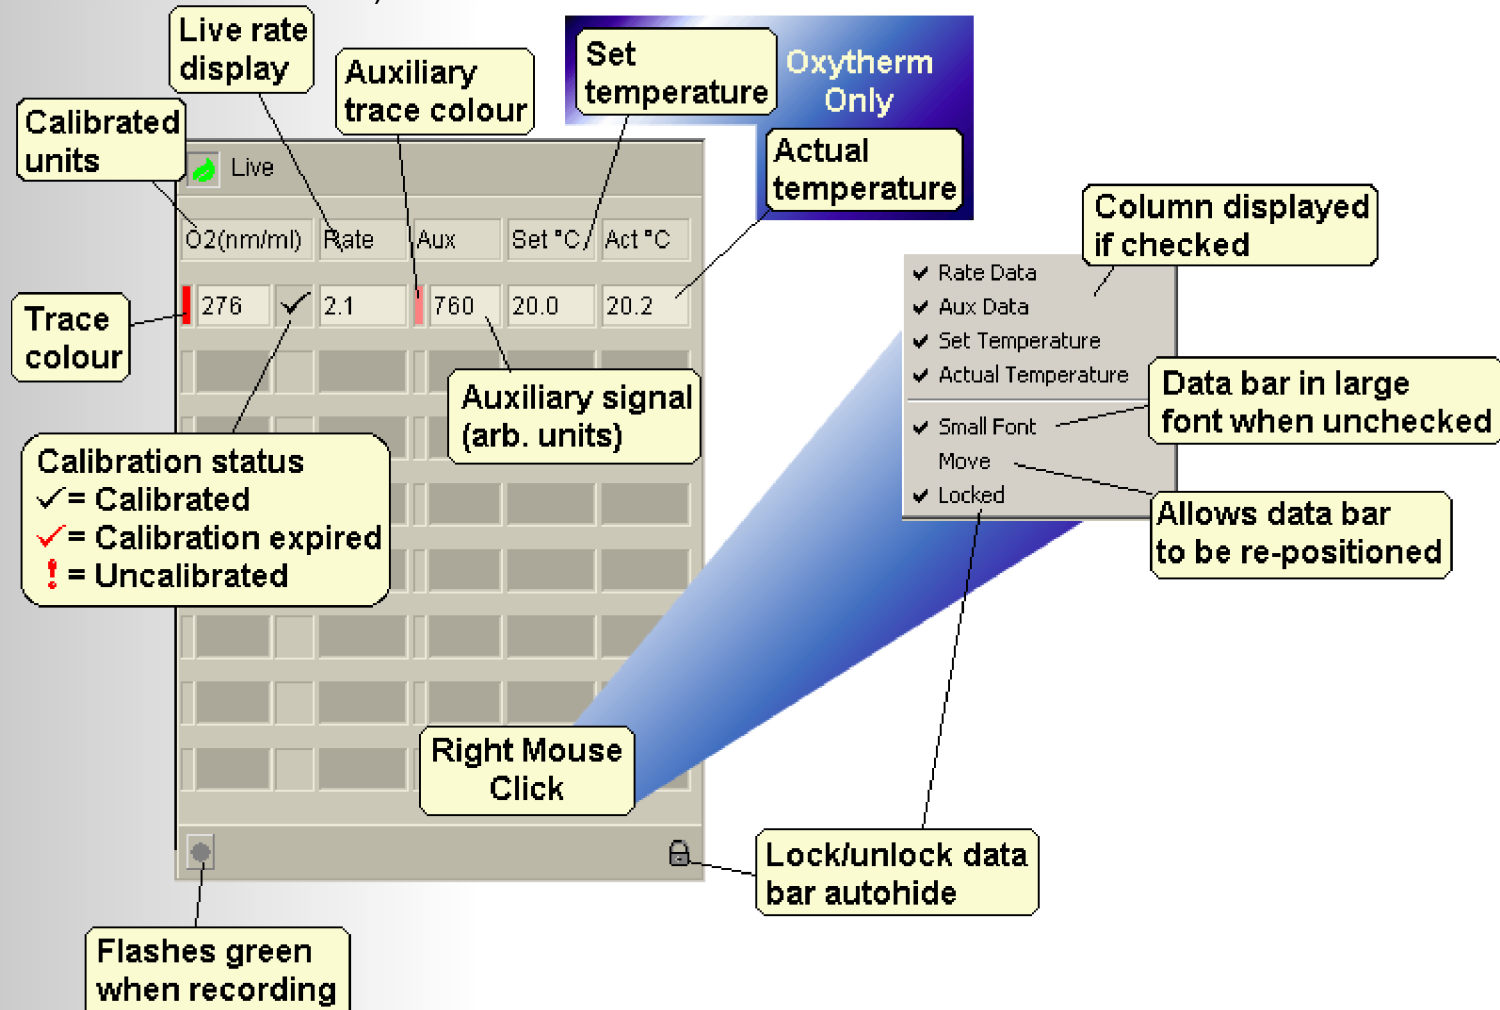 Live rate
display
Auxiliary
trace colour
Set
temperature
Oxytherm
Only
Calibrated
units
Actual
temperature
Live
O2(nm/ml) Rate Aux Set °C Act °C
276 2.1 760 20.0 20.2
Trace
colour
Column displayed
if checked
✓ Rate Data
✓ Aux Data
✓ Set Temperature
✓ Actual Temperature
✓ Small Font
Move
✓ Locked
Data bar in large
font when unchecked
Auxiliary signal
(arb. units)
Calibration status
✓= Calibrated
✓= Calibration expired
! = Uncalibrated
Allows data bar
to be re-positioned
Right Mouse
Click
Lock/unlock data
bar autohide
Flashes green
when recording